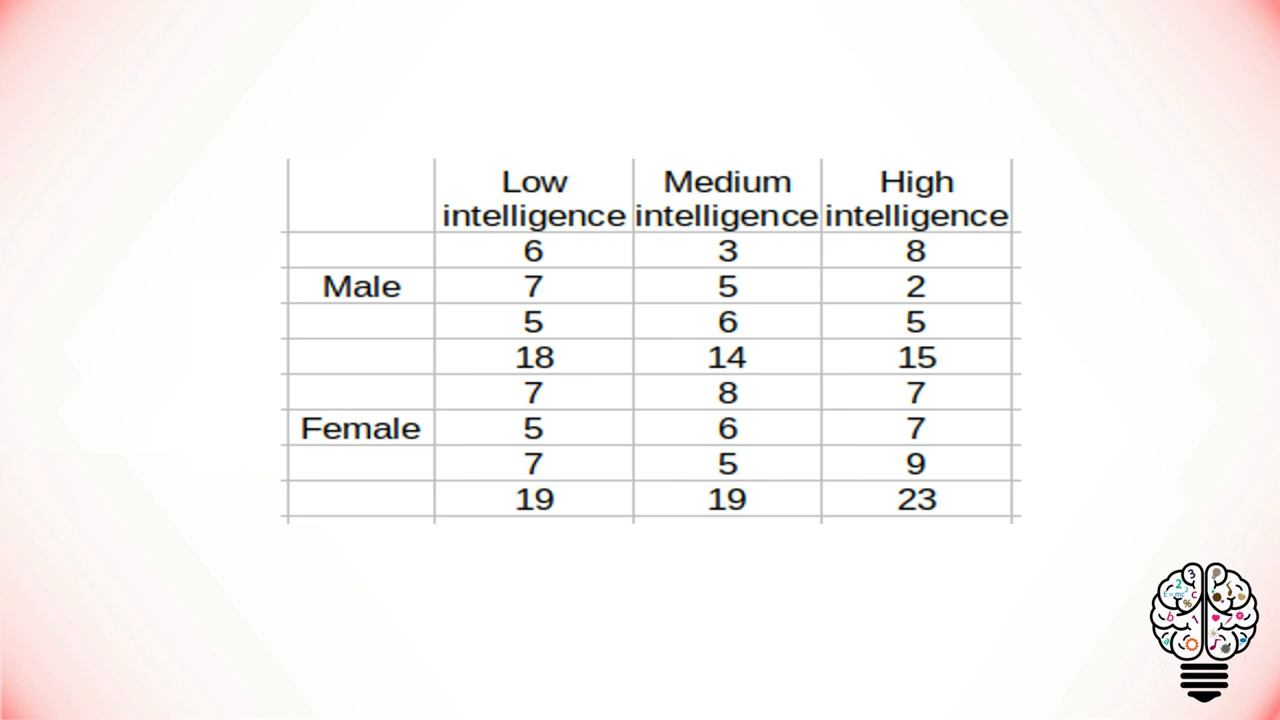 Low Medium High
intelligence intelligence intelligence
6 3 8
Male 7 5 2
5 6 5
18 14 15
7 8 7
Female 5 6 7
7 5 9
19 19 23